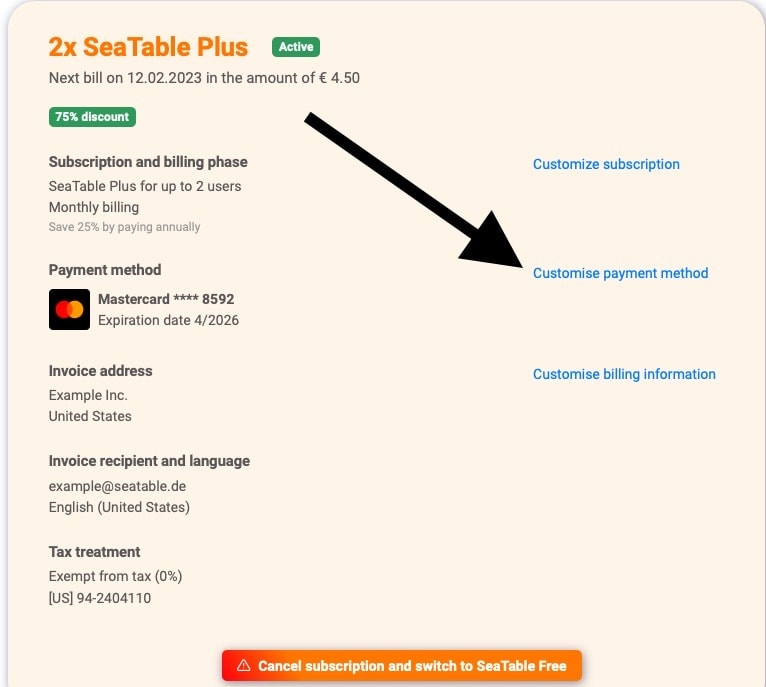 2x SeaTable Plus Active
Next bill on 12.02.2023 in the amount of € 4.50
75% discount
Subscription and billing phase
Customize subscription
SeaTable Plus for up to 2 users
Monthly billing
Save 25% by paying annually
Payment method
Customise payment method
Mastercard **** 8592
Expiration date 4/2026
Invoice address
Customise billing information
Example Inc.
United States
Invoice recipient and language
example@seatable.de
English (United States)
Tax treatment
Exempt from tax (0%)
[US] 94-2404110
Cancel subscription and switch to SeaTable Free